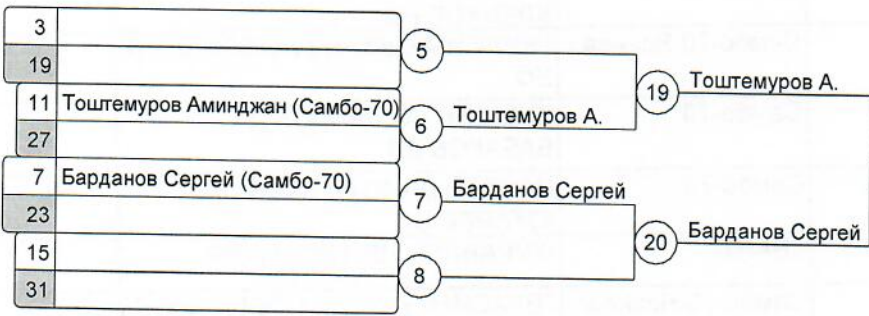 3
19
5
11 Тоштемуров Аминджан (Самбо-70)
27
6 Тоштемуров А.
19 Тоштемуров А.
7 Барданов Сергей (Самбо-70)
23
7 Барданов Сергей
15
31
8
20 Барданов Сергей